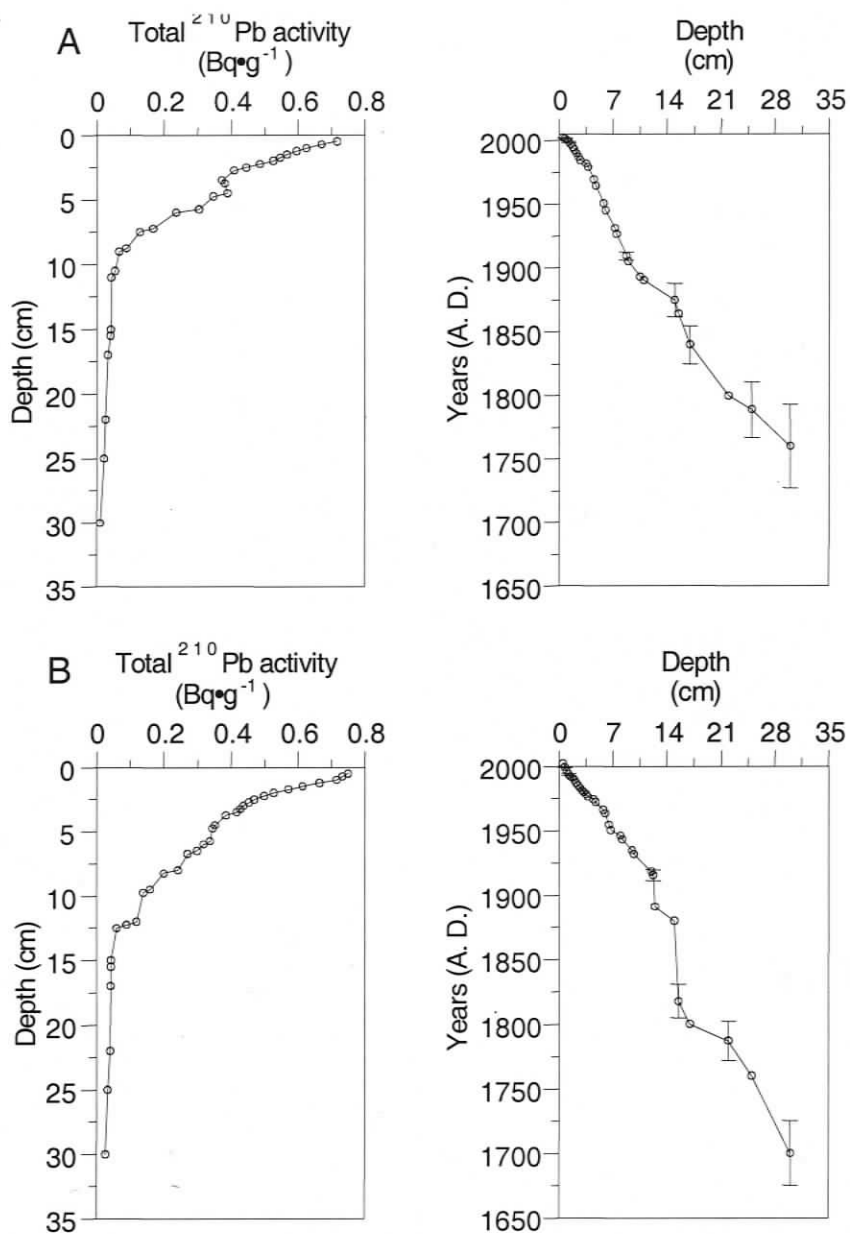 A
Total ²¹⁰ Pb activity
(Bq•g⁻¹)
0 0.2 0.4 0.6 0.8
0
5
10
15
20
25
30
35
Depth (cm)
Depth
(cm)
0 7 14 21 28 35
2000
1950
1900
1850
1800
1750
1700
1650
Years (A. D.)
B
Total ²¹⁰ Pb activity
(Bq•g⁻¹)
0 0.2 0.4 0.6 0.8
0
5
10
15
20
25
30
35
Depth (cm)
Depth
(cm)
0 7 14 21 28 35
2000
1950
1900
1850
1800
1750
1700
1650
Years (A. D.)